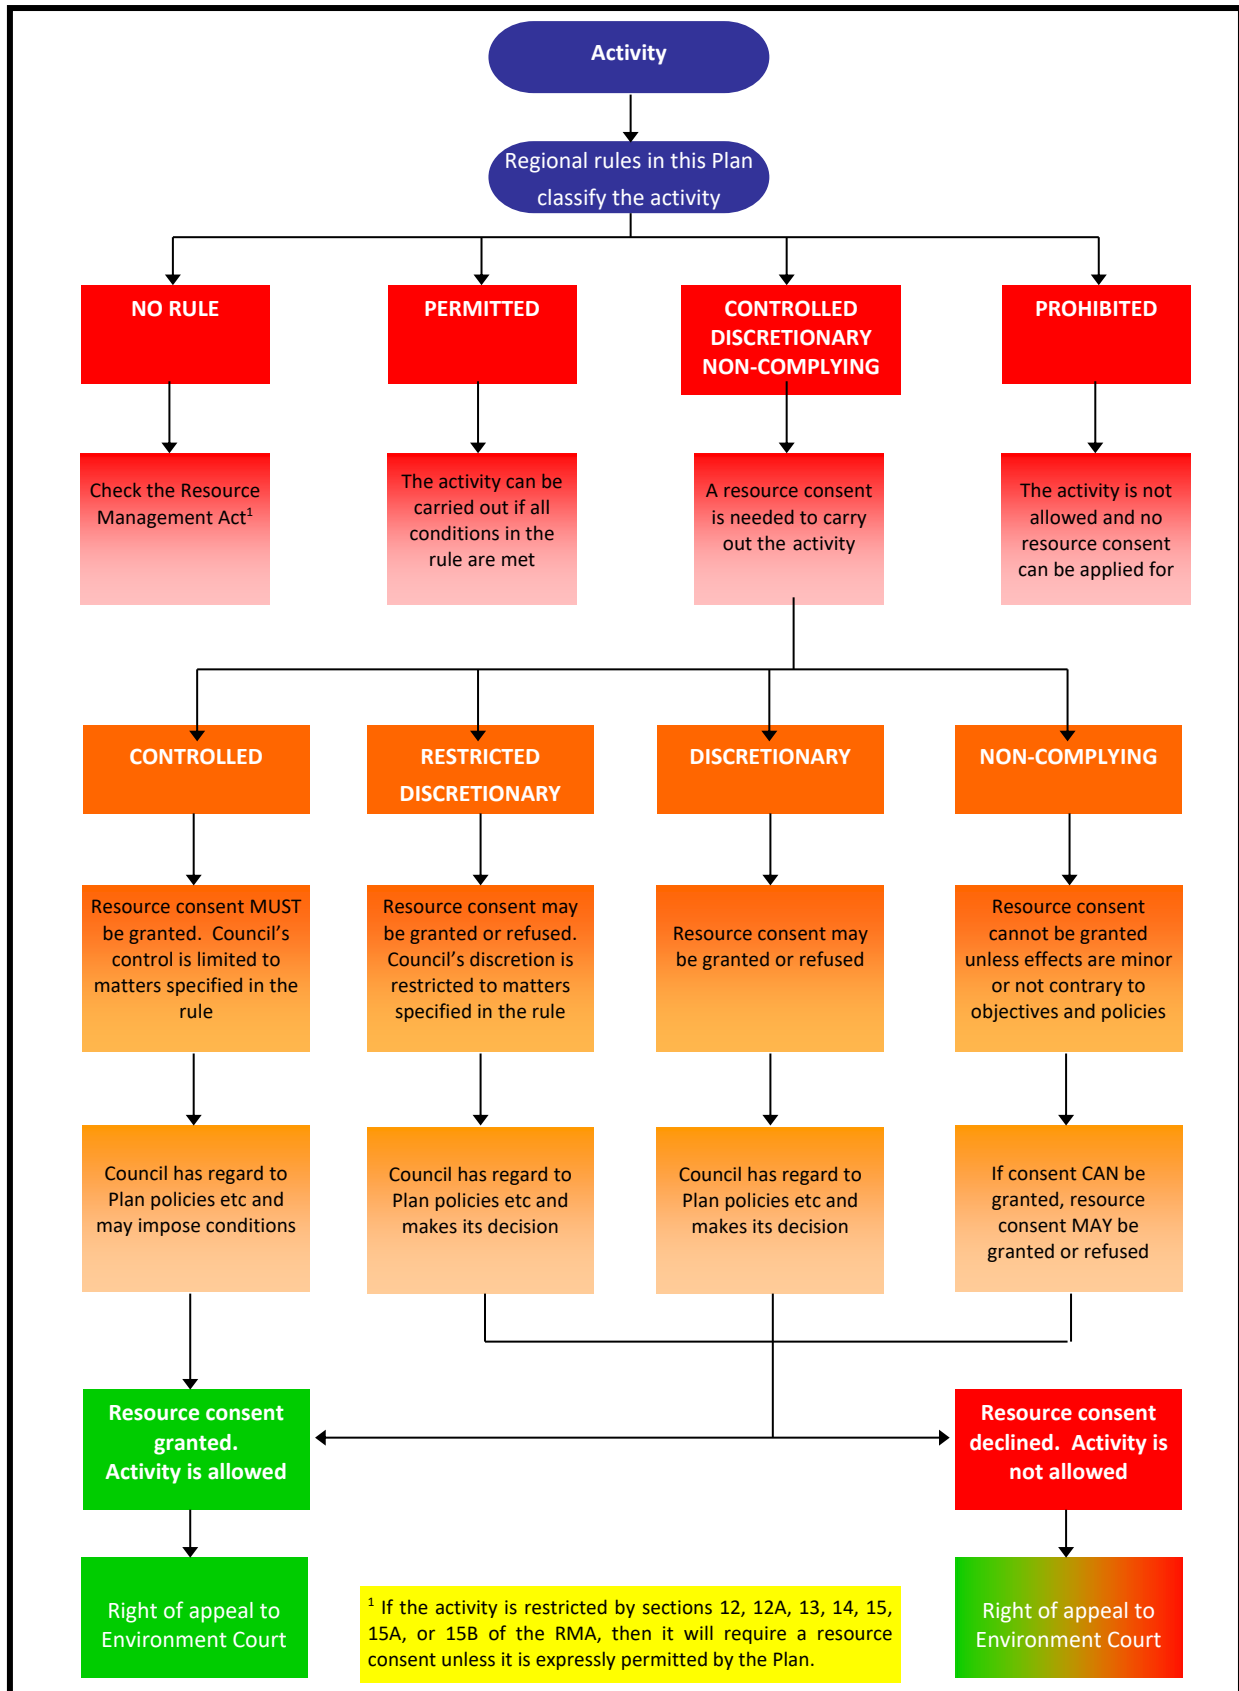 Activity
Regional rules in this Plan
classify the activity
NO RULE
PERMITTED
CONTROLLED
DISCRETIONARY
NON-COMPLYING
PROHIBITED
Check the Resource
Management Act¹
The activity can be
carried out if all
conditions in the
rule are met
A resource consent
is needed to carry
out the activity
The activity is not
allowed and no
resource consent
can be applied for
CONTROLLED
RESTRICTED
DISCRETIONARY
DISCRETIONARY
NON-COMPLYING
Resource consent MUST
be granted. Council’s
control is limited to
matters specified in the
rule
Resource consent may
be granted or refused.
Council’s discretion is
restricted to matters
specified in the rule
Resource consent may
be granted or refused
Resource consent
cannot be granted
unless effects are minor
or not contrary to
objectives and policies
Council has regard to
Plan policies etc and
may impose conditions
Council has regard to
Plan policies etc and
makes its decision
Council has regard to
Plan policies etc and
makes its decision
If consent CAN be
granted, resource
consent MAY be
granted or refused
Resource consent
granted.
Activity is allowed
Resource consent
declined. Activity is
not allowed
Right of appeal to
Environment Court
¹ If the activity is restricted by sections 12, 12A, 13, 14, 15,
15A, or 15B of the RMA, then it will require a resource
consent unless it is expressly permitted by the Plan.
Right of appeal to
Environment Court